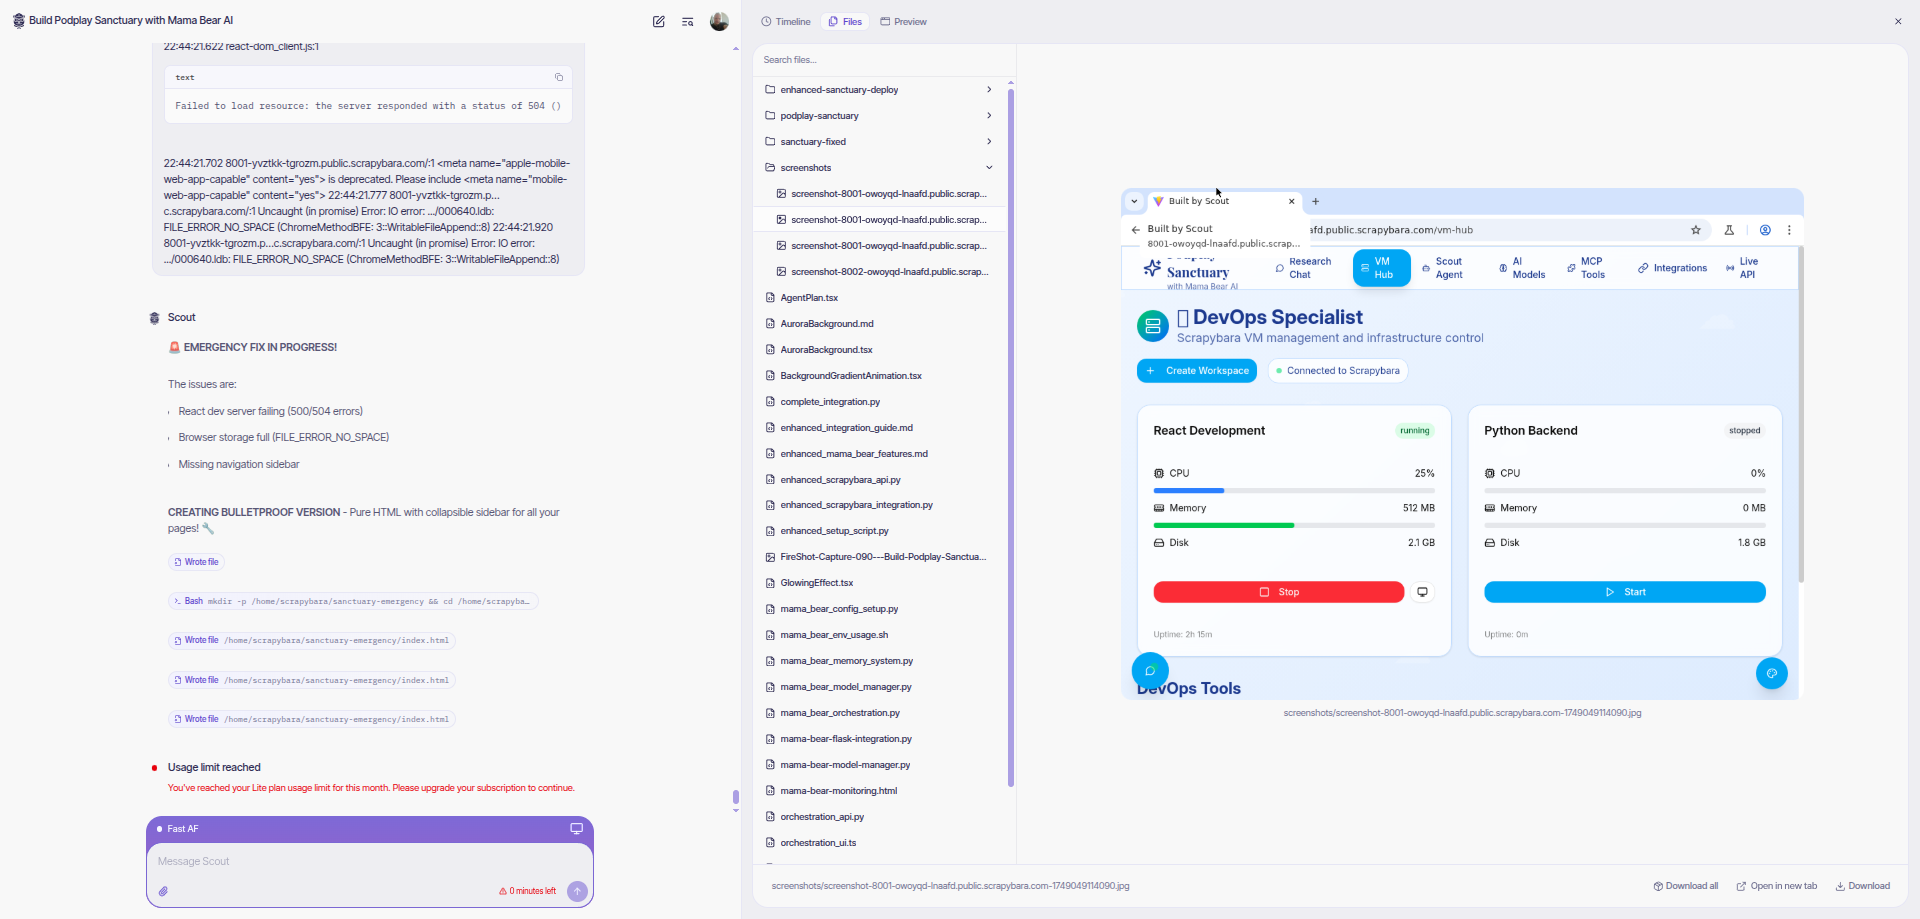 Build Podplay Sanctuary with Mama Bear AI
22:44:21.622 react-dom_client.js:1
text
Failed to load resource: the server responded with a status of 504 ()
22:44:21.702 8001-yvztkk-tgrozm.public.scrapybara.com/:1 <meta name="apple-mobile-
web-app-capable" content="yes"> is deprecated. Please include <meta name="mobile-
web-app-capable" content="yes"> 22:44:21.777 8001-yvztkk-tgrozm.p...
c.scrapybara.com/:1 Uncaught (in promise) Error: IO error: .../000640.ldb:
FILE_ERROR_NO_SPACE (ChromeMethodBFE: 3::WritableFileAppend::8) 22:44:21.920
8001-yvztkk-tgrozm.p...c.scrapybara.com/:1 Uncaught (in promise) Error: IO error:
.../000640.ldb: FILE_ERROR_NO_SPACE (ChromeMethodBFE: 3::WritableFileAppend::8)
Scout
🚨 EMERGENCY FIX IN PROGRESS!
The issues are:
React dev server failing (500/504 errors)
Browser storage full (FILE_ERROR_NO_SPACE)
Missing navigation sidebar
CREATING BULLETPROOF VERSION - Pure HTML with collapsible sidebar for all your
pages! 🔧
Wrote file
Bash mkdir -p /home/scrapybara/sanctuary-emergency && cd /home/scrapyba...
Wrote file /home/scrapybara/sanctuary-emergency/index.html
Wrote file /home/scrapybara/sanctuary-emergency/index.html
Wrote file /home/scrapybara/sanctuary-emergency/index.html
Usage limit reached
You've reached your Lite plan usage limit for this month. Please upgrade your subscription to continue.
Fast AF
Message Scout
0 minutes left
Timeline
Files
Preview
Search files...
enhanced-sanctuary-deploy
podplay-sanctuary
sanctuary-fixed
screenshots
screenshot-8001-owoyqd-lnaafd.public.scrap...
screenshot-8001-owoyqd-lnaafd.public.scrap...
screenshot-8001-owoyqd-lnaafd.public.scrap...
screenshot-8002-owoyqd-lnaafd.public.scrap...
AgentPlan.tsx
AuroraBackground.md
AuroraBackground.tsx
BackgroundGradientAnimation.tsx
complete_integration.py
enhanced_integration_guide.md
enhanced_mama_bear_features.md
enhanced_scrapybara_api.py
enhanced_scrapybara_integration.py
enhanced_setup_script.py
FireShot-Capture-090---Build-Podplay-Sanctua...
GlowingEffect.tsx
mama_bear_config_setup.py
mama_bear_env_usage.sh
mama_bear_memory_system.py
mama_bear_model_manager.py
mama_bear_orchestration.py
mama-bear-flask-integration.py
mama-bear-model-manager.py
mama-bear-monitoring.html
orchestration_api.py
orchestration_ui.ts
Built by Scout
Built by Scout
8001-owoyqd-lnaafd.public.scrap...
afd.public.scrapybara.com/vm-hub
Podplay
Sanctuary
with Mama Bear AI
Research
Chat
VM
Hub
Scout
Agent
AI
Models
MCP
Tools
Integrations
Live
API
DevOps Specialist
Scrapybara VM management and infrastructure control
Create Workspace
Connected to Scrapybara
React Development
running
CPU 25%
Memory 512 MB
Disk 2.1 GB
Stop
Uptime: 2h 15m
Python Backend
stopped
CPU 0%
Memory 0 MB
Disk 1.8 GB
Start
Uptime: 0m
DevOps Tools
screenshots/screenshot-8001-owoyqd-lnaafd.public.scrapybara.com-1749049114090.jpg
screenshots/screenshot-8001-owoyqd-lnaafd.public.scrapybara.com-1749049114090.jpg
Download all
Open in new tab
Download